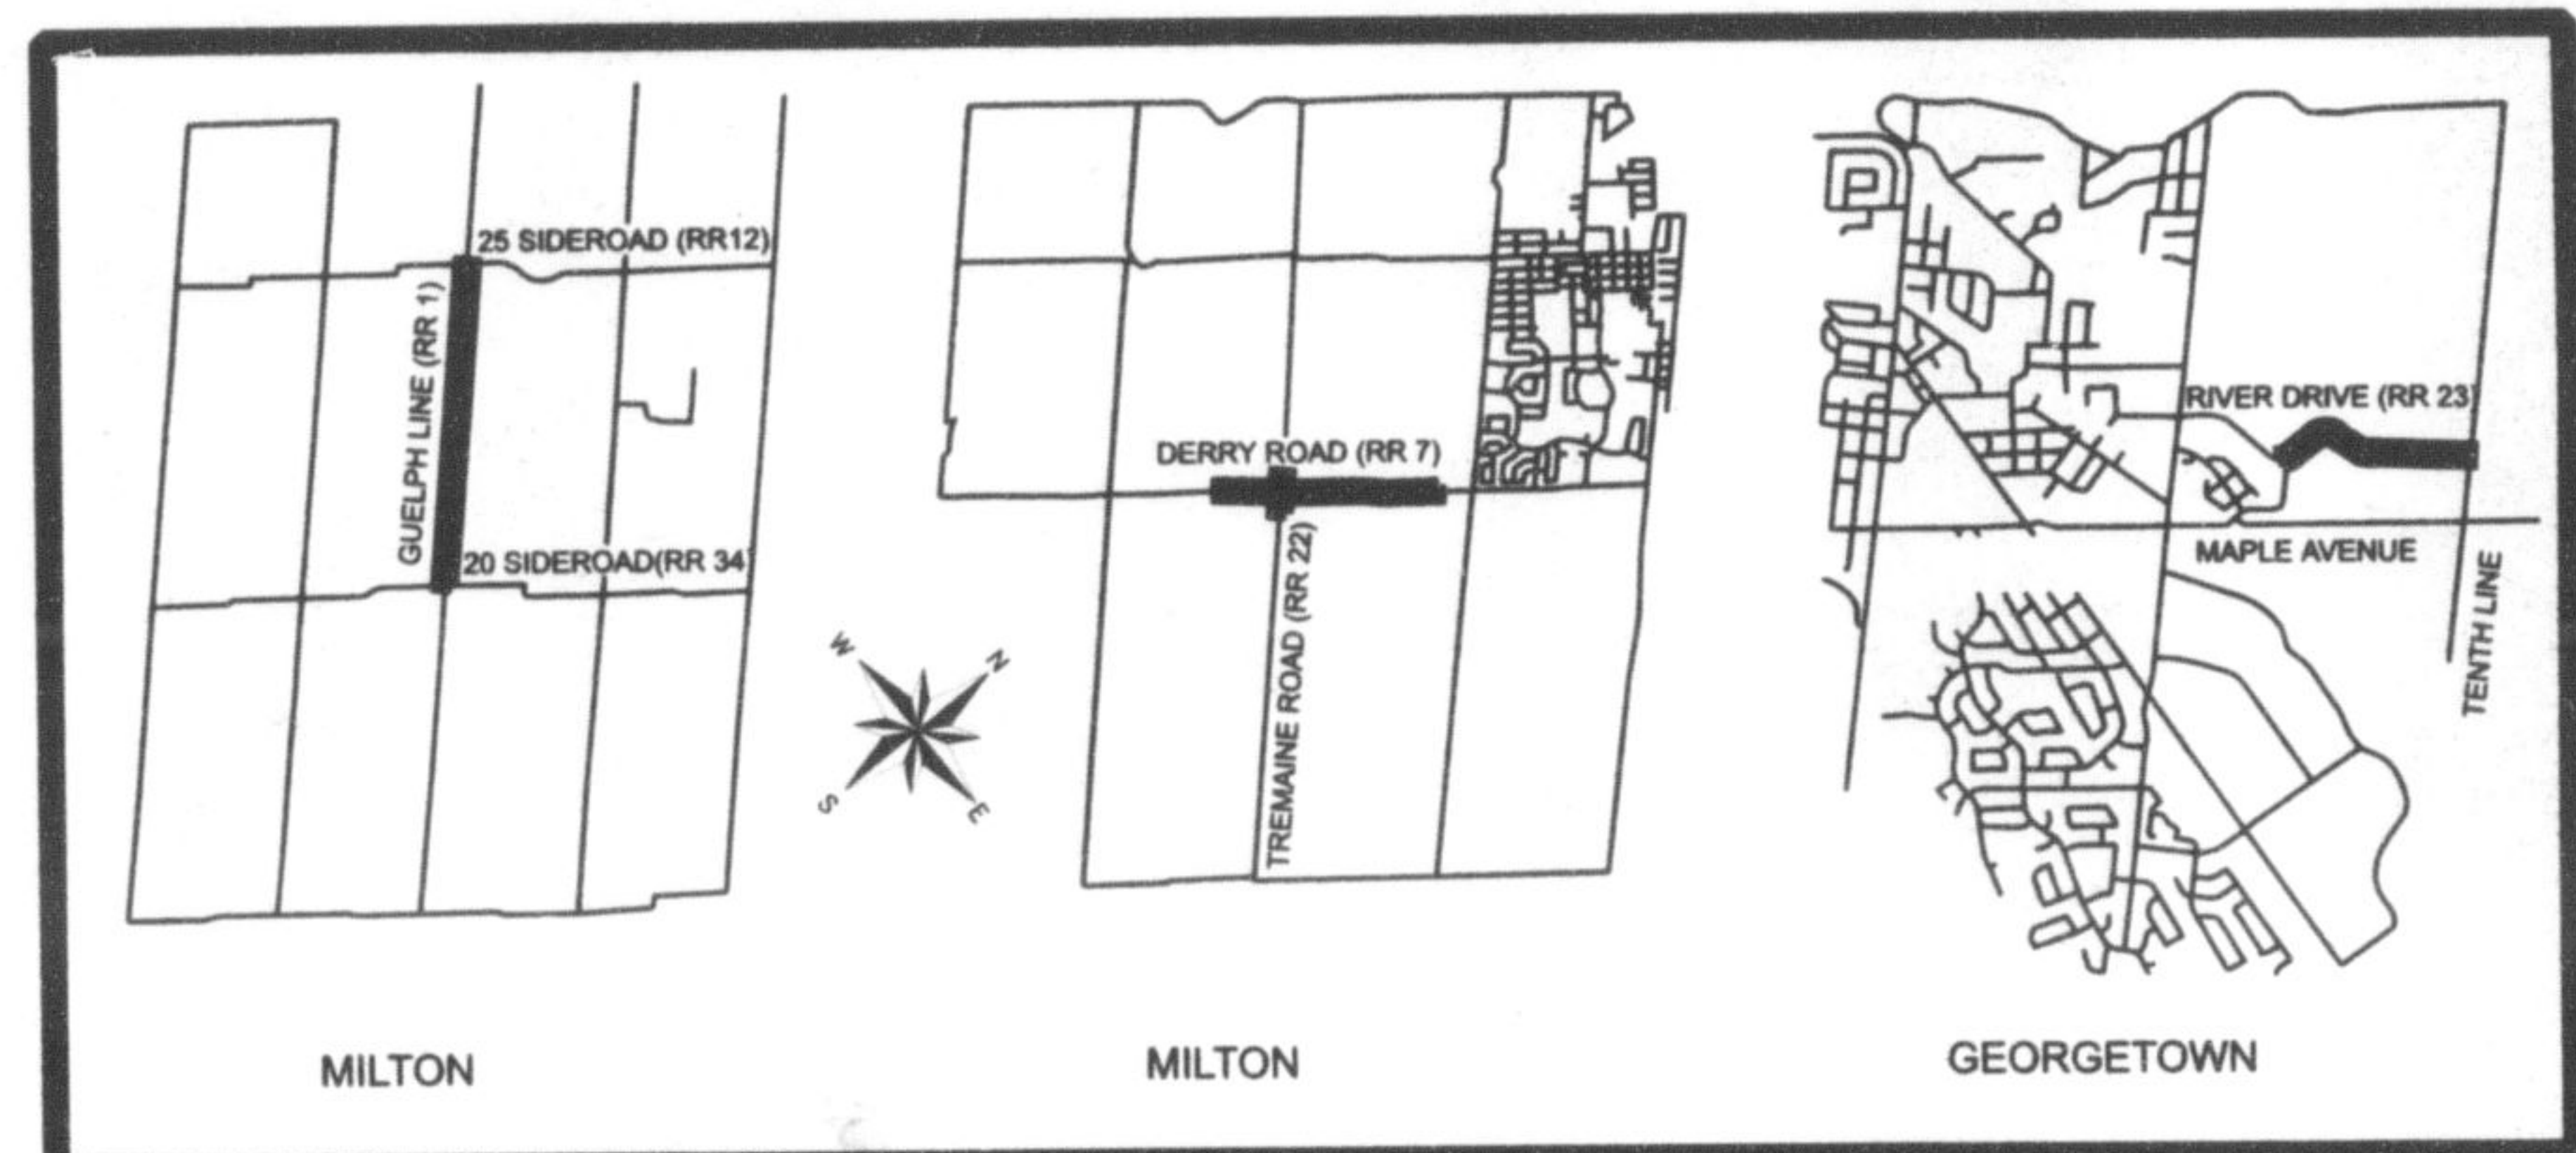 25 SIDEROAD (RR12)
GUELPH LINE (RR 1)
20 SIDEROAD(RR 34)
MILTON
W
N
S
E
DERRY ROAD (RR 7)
TREMAINE ROAD (RR 22)
MILTON
RIVER DRIVE (RR 23)
MAPLE AVENUE
TENTH LINE
GEORGETOWN